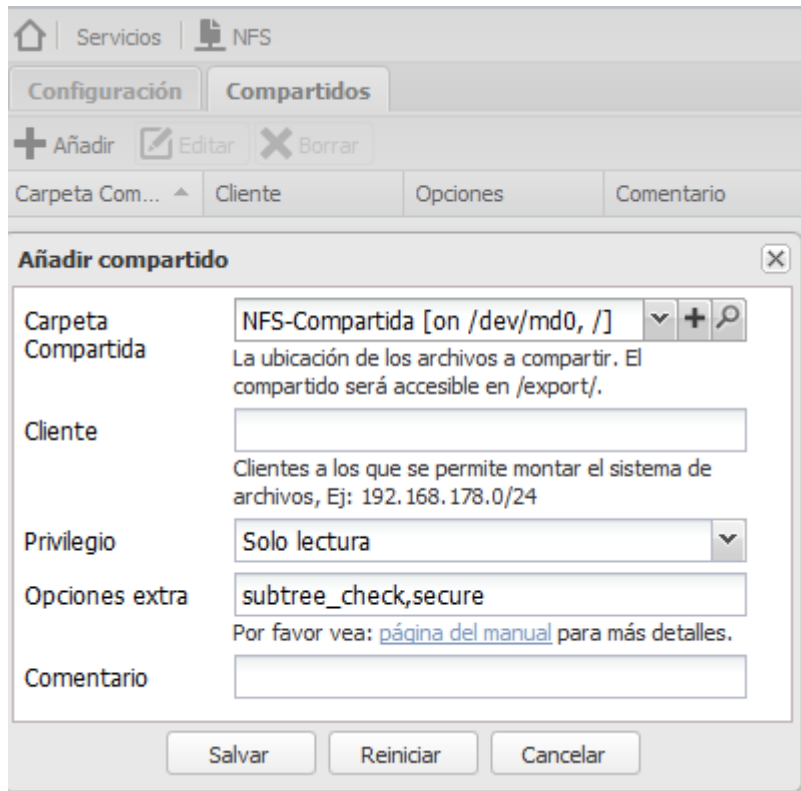 Servicios NFS
Configuración Compartidos
Añadir Editar Borrar
Carpeta Com... Cliente Opciones Comentario
Añadir compartido
Carpeta Compartida
NFS-Compartida [on /dev/md0, /]
La ubicación de los archivos a compartir. El
compartido será accesible en /export/.
Cliente
Clientes a los que se permite montar el sistema de
archivos, Ej: 192.168.178.0/24
Privilegio Solo lectura
Opciones extra subtree_check,secure
Por favor vea: página del manual para más detalles.
Comentario
Salvar Reiniciar Cancelar